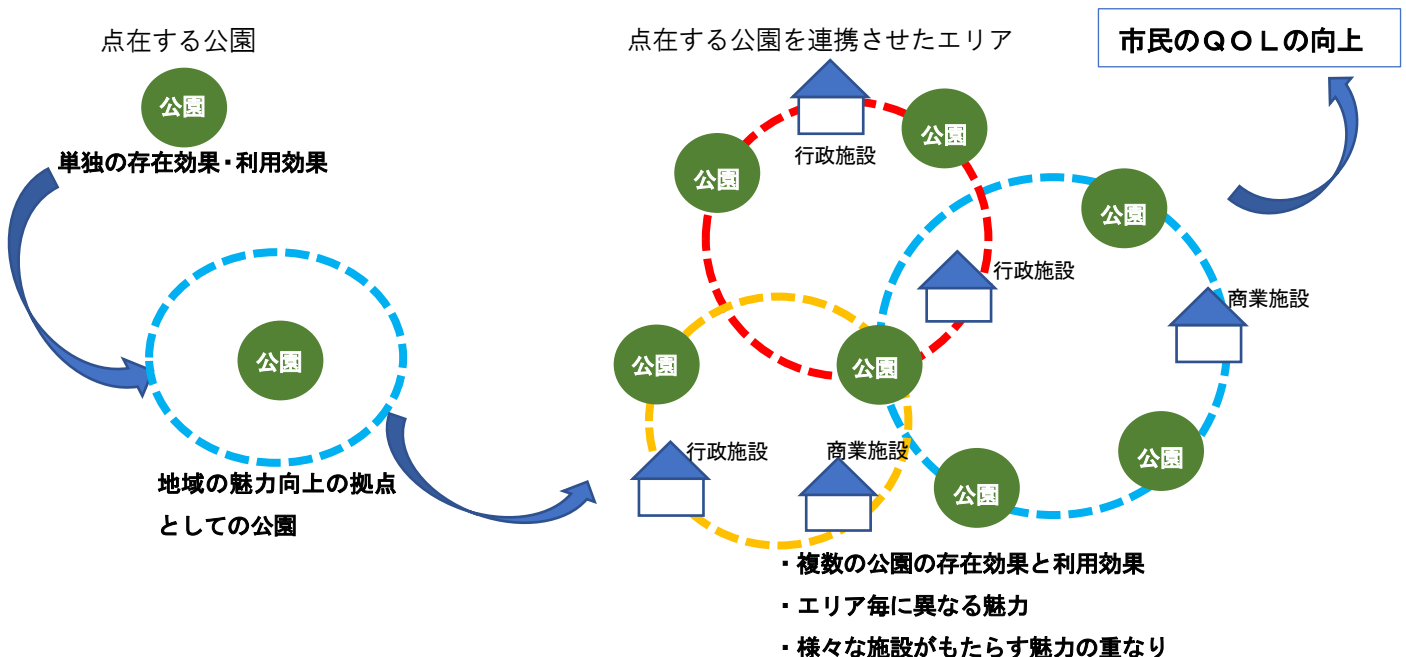 点在する公園
公園
単独の存在効果・利用効果
公園
地域の魅力向上の拠点
としての公園
点在する公園を連携させたエリア
市民のＱＯＬの向上
行政施設
公園
公園
公園
行政施設
商業施設
公園
公園
行政施設
商業施設
公園
公園
・複数の公園の存在効果と利用効果
・エリア毎に異なる魅力
・様々な施設がもたらす魅力の重なり